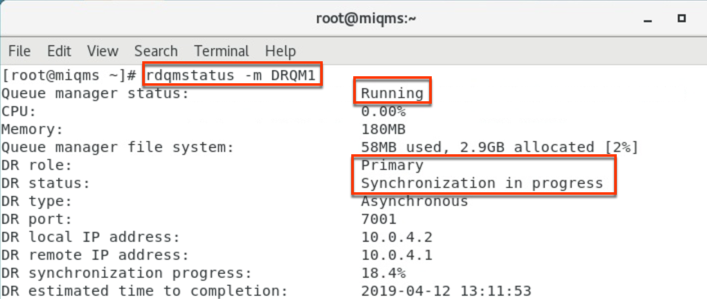 root@miqms:~
File Edit View Search Terminal Help
[root@miqms ~]# rdqmstatus -m DRQM1
Queue manager status: Running
CPU: 0.00%
Memory: 180MB
Queue manager file system: 58MB used, 2.9GB allocated [2%]
DR role: Primary
DR status: Synchronization in progress
DR type: Asynchronous
DR port: 7001
DR local IP address: 10.0.4.2
DR remote IP address: 10.0.4.1
DR synchronization progress: 18.4%
DR estimated time to completion: 2019-04-12 13:11:53